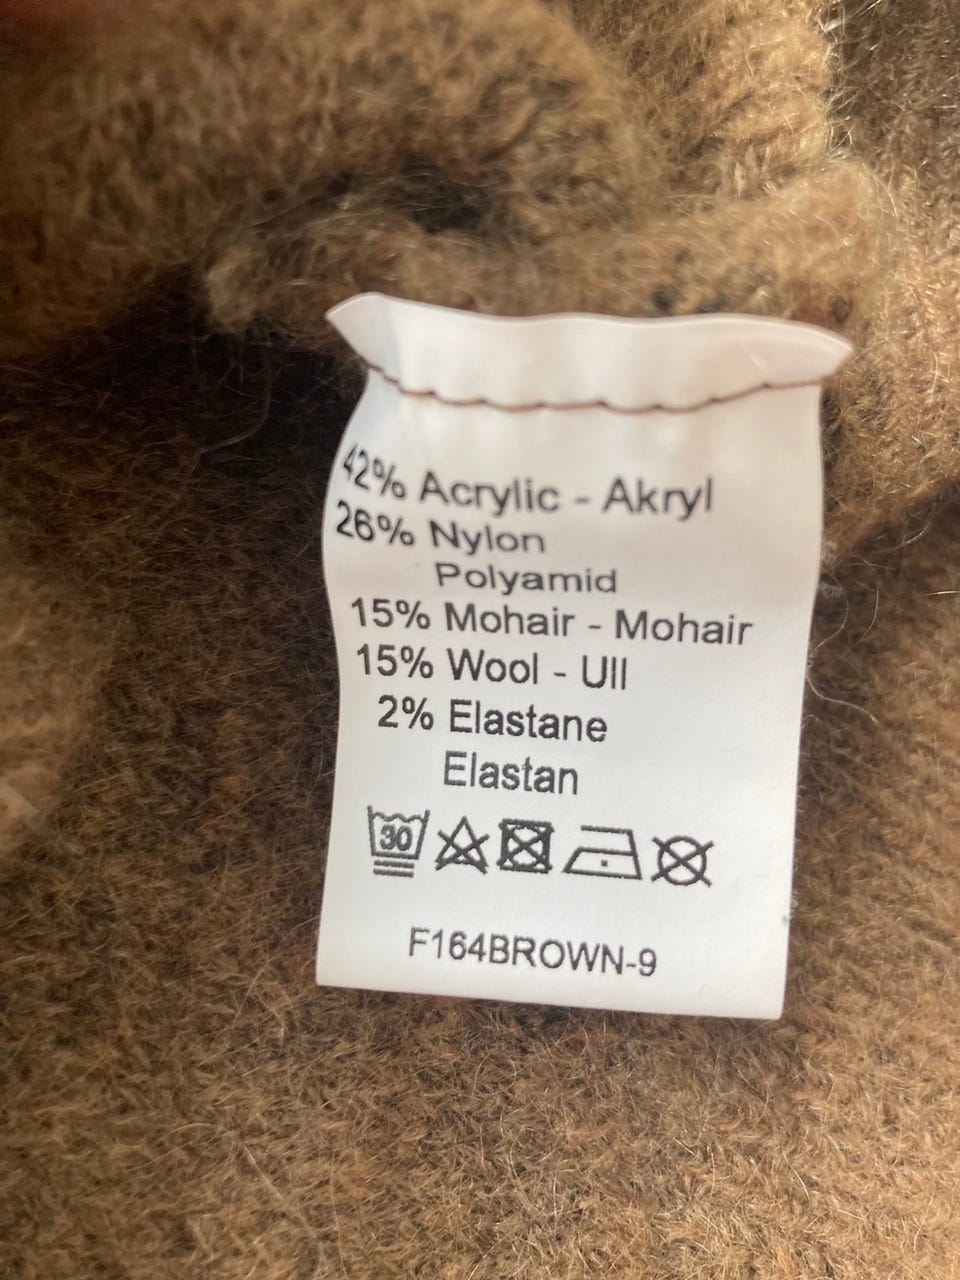 42% Acrylic - Akryl
26% Nylon
Polyamid
15% Mohair - Mohair
15% Wool - Ull
2% Elastane
Elastan
30
F164BROWN-9